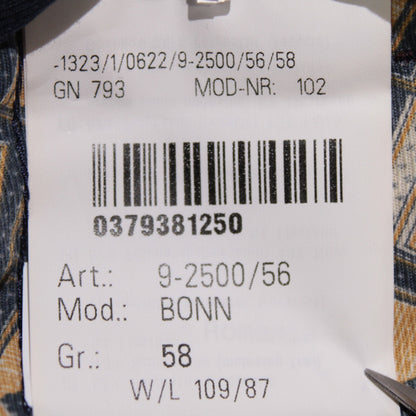 -1323/1/0622/9-2500/56/58
GN 793 MOD-NR: 102
0379381250
Art.: 9-2500/56
Mod.: BONN
Gr.: 58
W/L 109/87